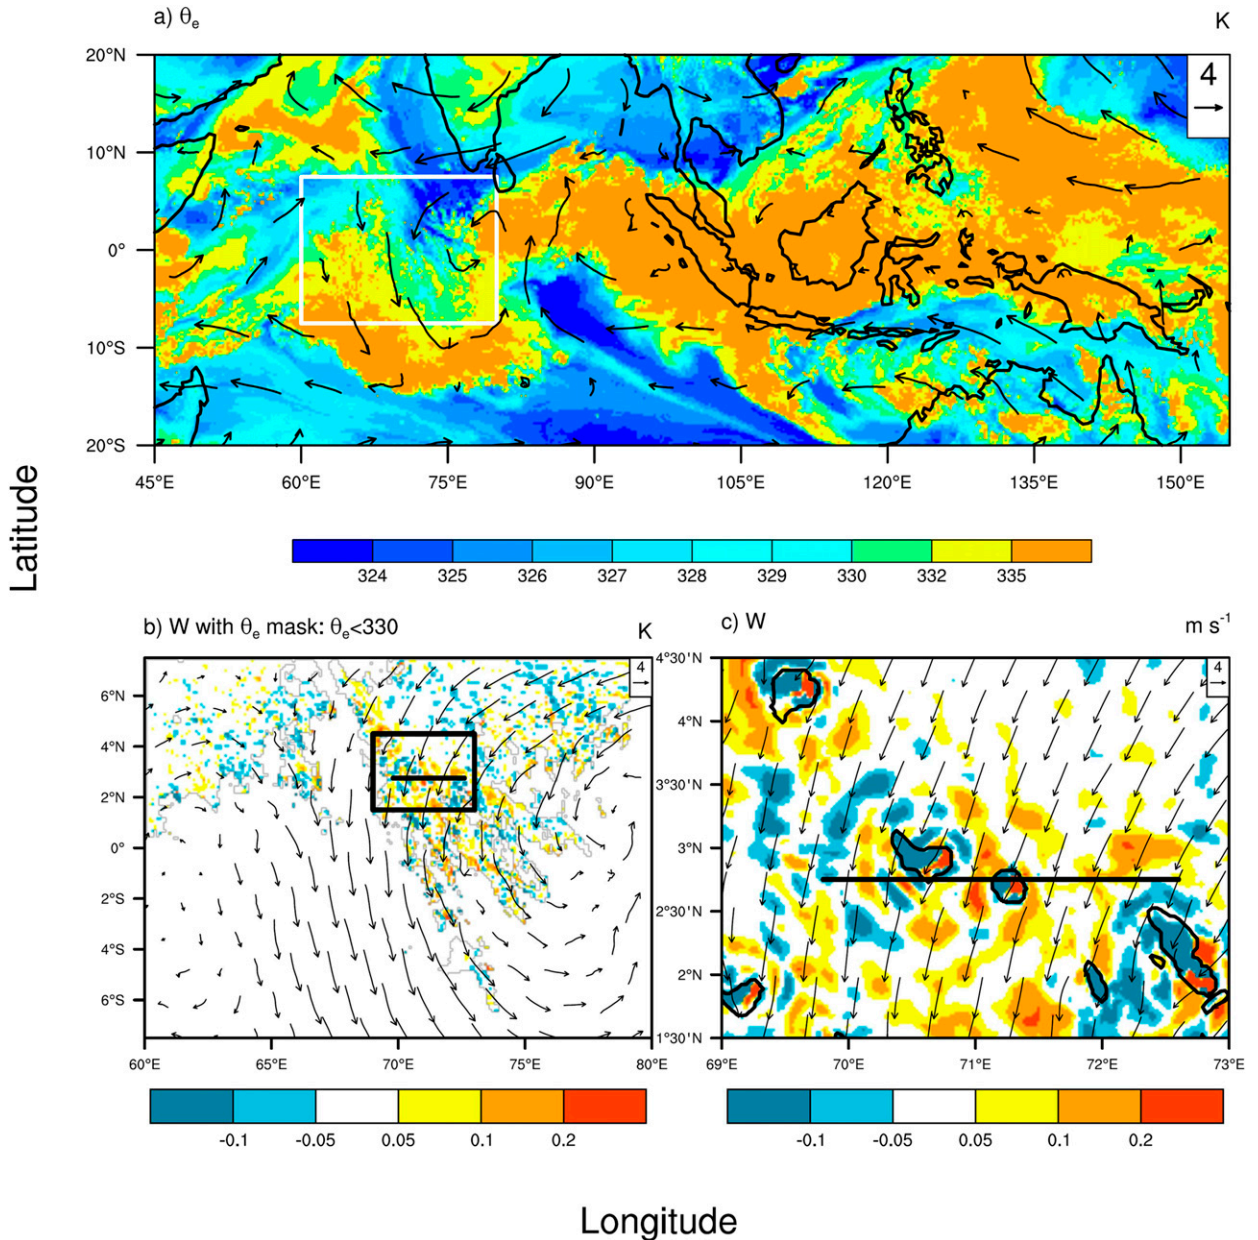 a) θe
K
20°N
10°N
0°
10°S
20°S
4
45°E 60°E 75°E 90°E 105°E 120°E 135°E 150°E
324 325 326 327 328 329 330 332 335
Latitude
b) W with θe mask: θe<330
K
6°N
4°N
2°N
0°
2°S
4°S
6°S
4
60°E 65°E 70°E 75°E 80°E
-0.1 -0.05 0.05 0.1 0.2
c) W
m s-1
4°30'N
4°N
3°30'N
3°N
2°30'N
2°N
1°30'N
4
69°E 70°E 71°E 72°E 73°E
-0.1 -0.05 0.05 0.1 0.2
Longitude